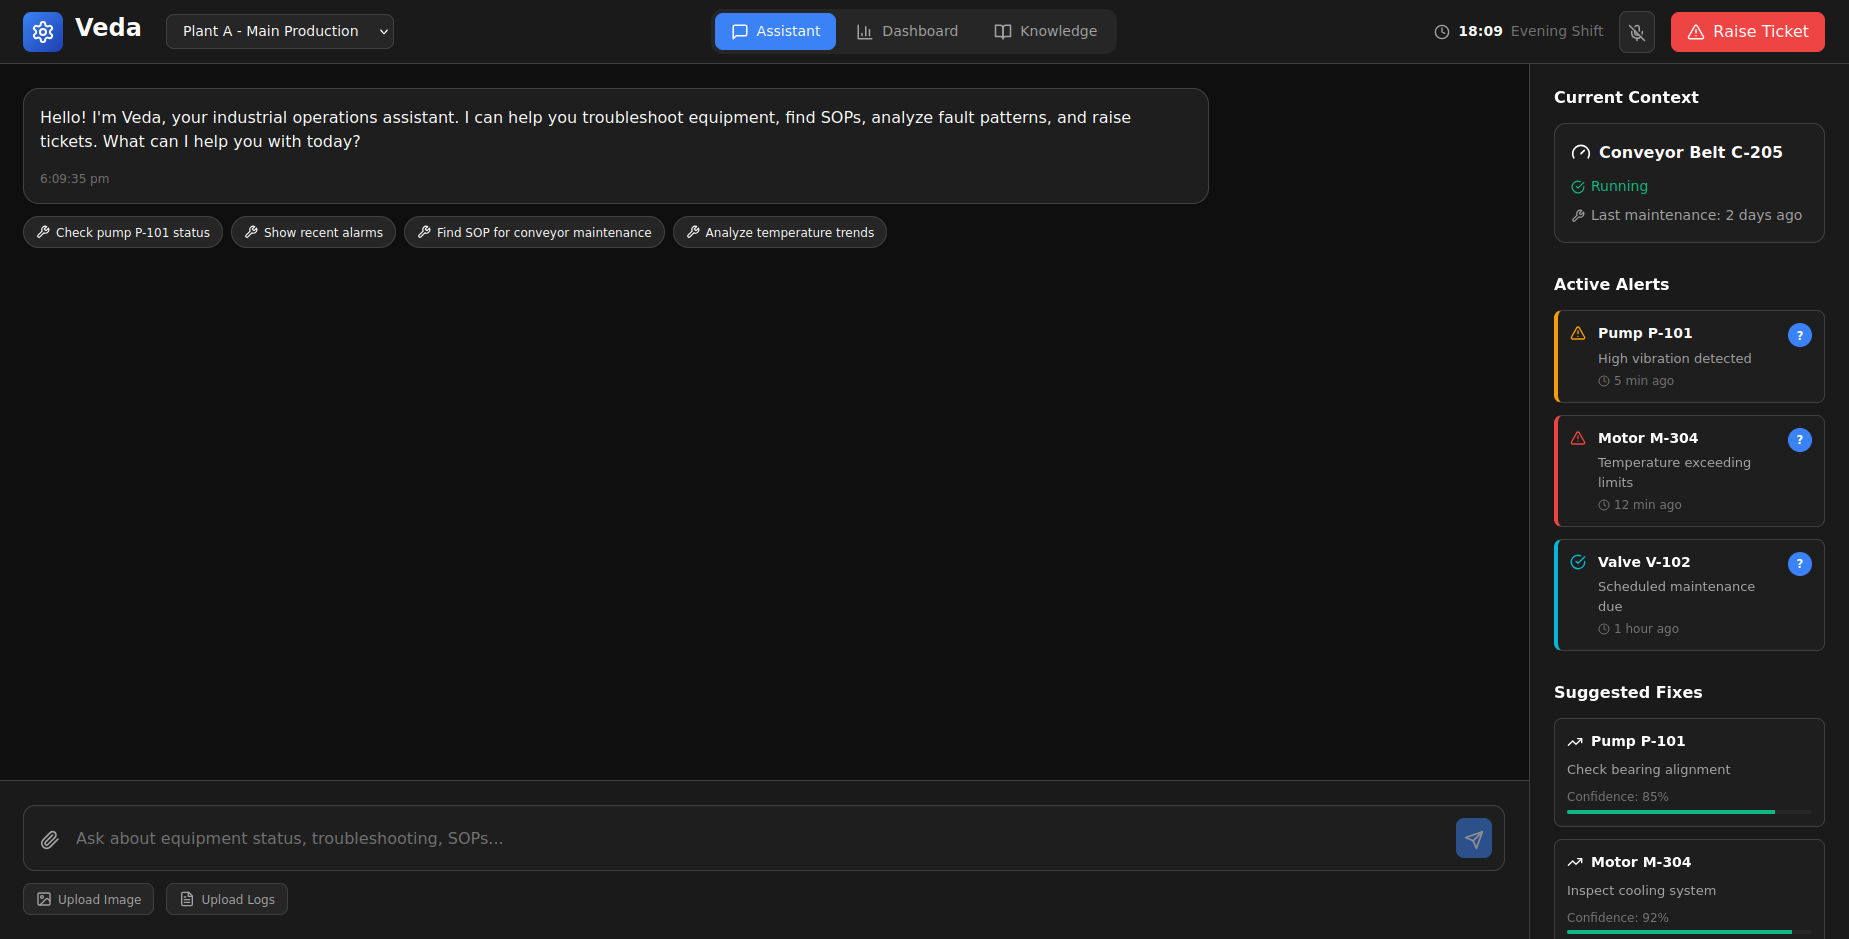 Veda
Plant A - Main Production
Assistant
Dashboard
Knowledge
18:09 Evening Shift
Raise Ticket
Hello! I'm Veda, your industrial operations assistant. I can help you troubleshoot equipment, find SOPs, analyze fault patterns, and raise
tickets. What can I help you with today?
6:09:35 pm
Check pump P-101 status
Show recent alarms
Find SOP for conveyor maintenance
Analyze temperature trends
Ask about equipment status, troubleshooting, SOPs...
Upload Image
Upload Logs
Current Context
Conveyor Belt C-205
Running
Last maintenance: 2 days ago
Active Alerts
Pump P-101
?
High vibration detected
5 min ago
Motor M-304
?
Temperature exceeding
limits
12 min ago
Valve V-102
?
Scheduled maintenance
due
1 hour ago
Suggested Fixes
Pump P-101
Check bearing alignment
Confidence: 85%
Motor M-304
Inspect cooling system
Confidence: 92%